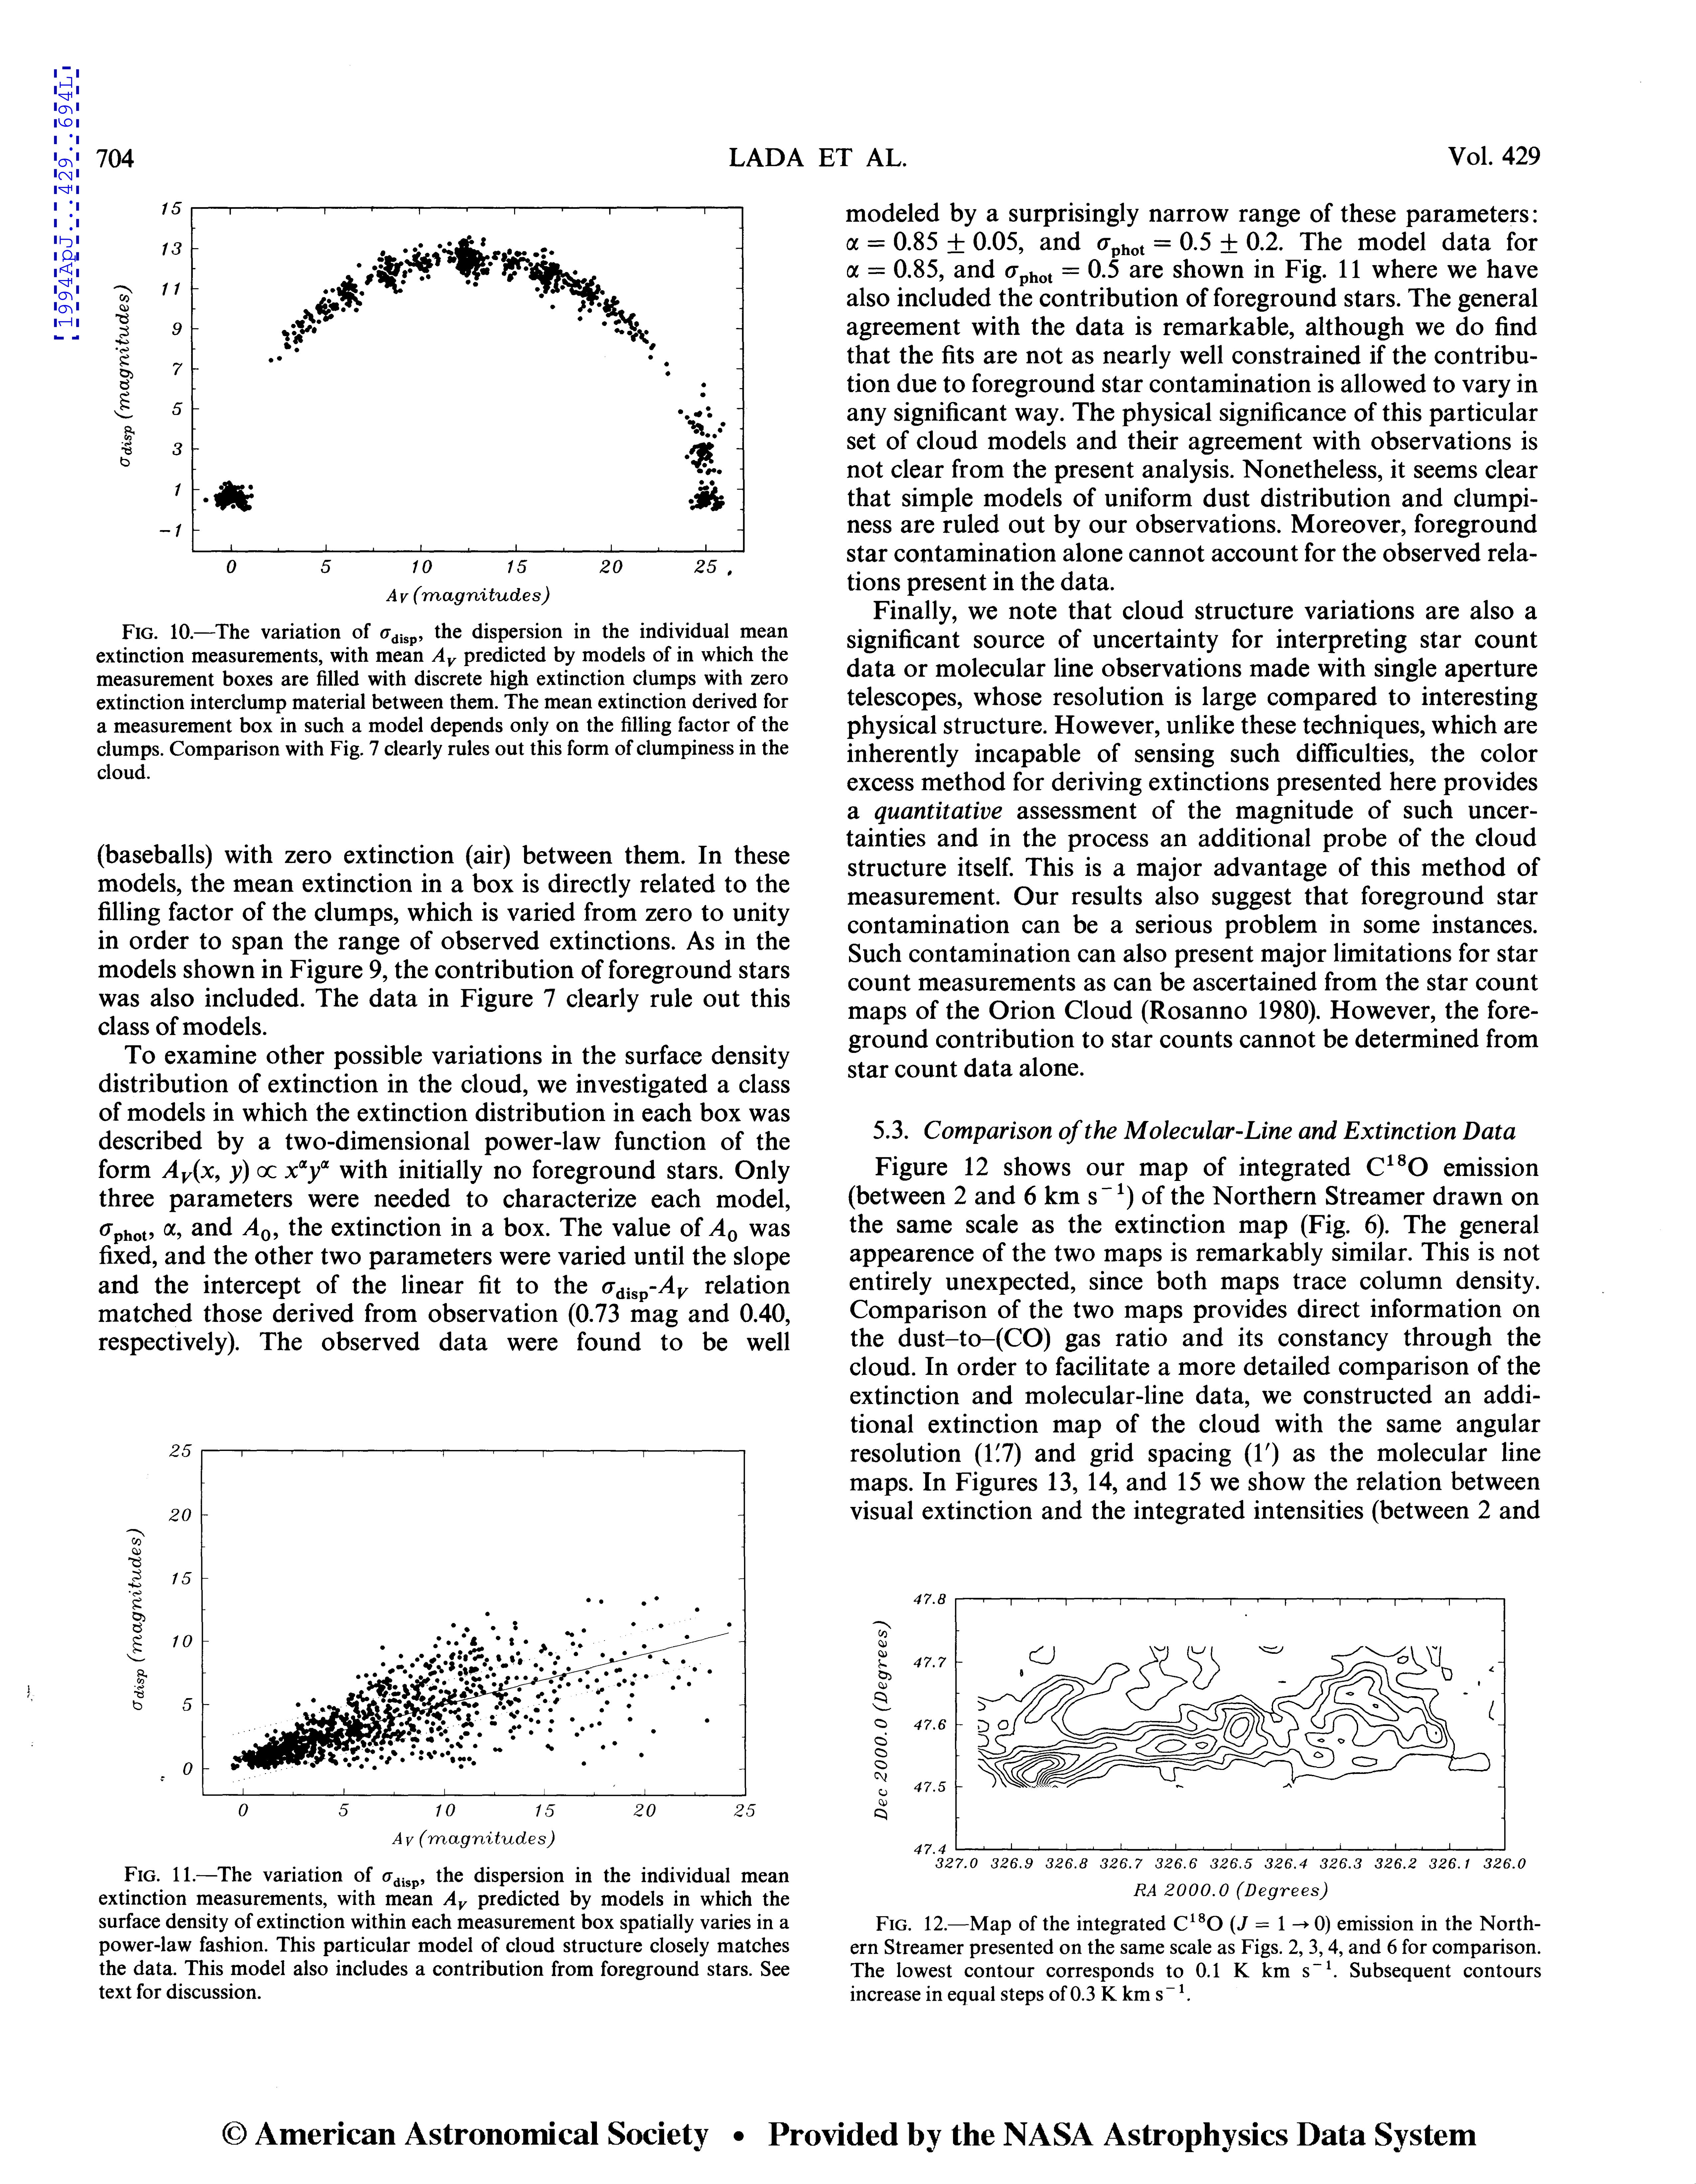 1994ApJ...429..694L
704
LADA ET AL.
Vol. 429
15
13
11
9
7
5
3
1
−1
σdisp (magnitudes)
0 5 10 15 20 25
AV (magnitudes)
FIG. 10.—The variation of σdisp, the dispersion in the individual mean
extinction measurements, with mean AV predicted by models of in which the
measurement boxes are filled with discrete high extinction clumps with zero
extinction interclump material between them. The mean extinction derived for
a measurement box in such a model depends only on the filling factor of the
clumps. Comparison with Fig. 7 clearly rules out this form of clumpiness in the
cloud.
(baseballs) with zero extinction (air) between them. In these
models, the mean extinction in a box is directly related to the
filling factor of the clumps, which is varied from zero to unity
in order to span the range of observed extinctions. As in the
models shown in Figure 9, the contribution of foreground stars
was also included. The data in Figure 7 clearly rule out this
class of models.
To examine other possible variations in the surface density
distribution of extinction in the cloud, we investigated a class
of models in which the extinction distribution in each box was
described by a two-dimensional power-law function of the
form AV(x, y) ∝ xᵅyᵅ with initially no foreground stars. Only
three parameters were needed to characterize each model,
σphot, α, and A₀, the extinction in a box. The value of A₀ was
fixed, and the other two parameters were varied until the slope
and the intercept of the linear fit to the σdisp-AV relation
matched those derived from observation (0.73 mag and 0.40,
respectively). The observed data were found to be well
25
20
15
10
5
0
σdisp (magnitudes)
0 5 10 15 20 25
AV (magnitudes)
FIG. 11.—The variation of σdisp, the dispersion in the individual mean
extinction measurements, with mean AV predicted by models in which the
surface density of extinction within each measurement box spatially varies in a
power-law fashion. This particular model of cloud structure closely matches
the data. This model also includes a contribution from foreground stars. See
text for discussion.
modeled by a surprisingly narrow range of these parameters:
α = 0.85 ± 0.05, and σphot = 0.5 ± 0.2. The model data for
α = 0.85, and σphot = 0.5 are shown in Fig. 11 where we have
also included the contribution of foreground stars. The general
agreement with the data is remarkable, although we do find
that the fits are not as nearly well constrained if the contribu-
tion due to foreground star contamination is allowed to vary in
any significant way. The physical significance of this particular
set of cloud models and their agreement with observations is
not clear from the present analysis. Nonetheless, it seems clear
that simple models of uniform dust distribution and clumpi-
ness are ruled out by our observations. Moreover, foreground
star contamination alone cannot account for the observed rela-
tions present in the data.
Finally, we note that cloud structure variations are also a
significant source of uncertainty for interpreting star count
data or molecular line observations made with single aperture
telescopes, whose resolution is large compared to interesting
physical structure. However, unlike these techniques, which are
inherently incapable of sensing such difficulties, the color
excess method for deriving extinctions presented here provides
a quantitative assessment of the magnitude of such uncer-
tainties and in the process an additional probe of the cloud
structure itself. This is a major advantage of this method of
measurement. Our results also suggest that foreground star
contamination can be a serious problem in some instances.
Such contamination can also present major limitations for star
count measurements as can be ascertained from the star count
maps of the Orion Cloud (Rosanno 1980). However, the fore-
ground contribution to star counts cannot be determined from
star count data alone.
5.3. Comparison of the Molecular-Line and Extinction Data
Figure 12 shows our map of integrated C¹⁸O emission
(between 2 and 6 km s⁻¹) of the Northern Streamer drawn on
the same scale as the extinction map (Fig. 6). The general
appearence of the two maps is remarkably similar. This is not
entirely unexpected, since both maps trace column density.
Comparison of the two maps provides direct information on
the dust–to–(CO) gas ratio and its constancy through the
cloud. In order to facilitate a more detailed comparison of the
extinction and molecular-line data, we constructed an addi-
tional extinction map of the cloud with the same angular
resolution (1′.7) and grid spacing (1′) as the molecular line
maps. In Figures 13, 14, and 15 we show the relation between
visual extinction and the integrated intensities (between 2 and
47.8
47.7
47.6
47.5
47.4
Dec 2000.0 (Degrees)
327.0 326.9 326.8 326.7 326.6 326.5 326.4 326.3 326.2 326.1 326.0
RA 2000.0 (Degrees)
FIG. 12.—Map of the integrated C¹⁸O (J = 1 → 0) emission in the North-
ern Streamer presented on the same scale as Figs. 2, 3, 4, and 6 for comparison.
The lowest contour corresponds to 0.1 K km s⁻¹. Subsequent contours
increase in equal steps of 0.3 K km s⁻¹.
© American Astronomical Society • Provided by the NASA Astrophysics Data System